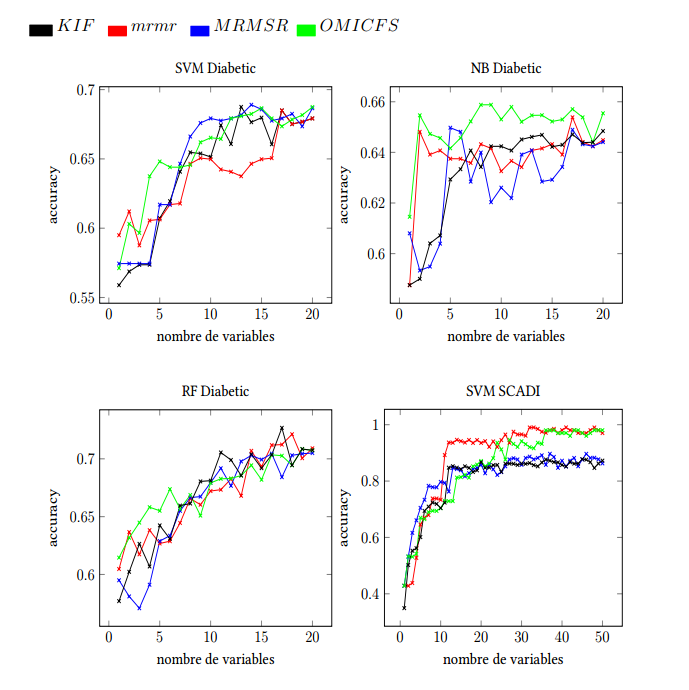 KIF mrmr MRMSR OMICFS
SVM Diabetic
0.7
0.65
0.6
0.55
accuracy
0 5 10 15 20
nombre de variables
NB Diabetic
0.66
0.64
0.62
0.6
accuracy
0 5 10 15 20
nombre de variables
RF Diabetic
0.7
0.65
0.6
accuracy
0 5 10 15 20
nombre de variables
SVM SCADI
1
0.8
0.6
0.4
accuracy
0 10 20 30 40 50
nombre de variables